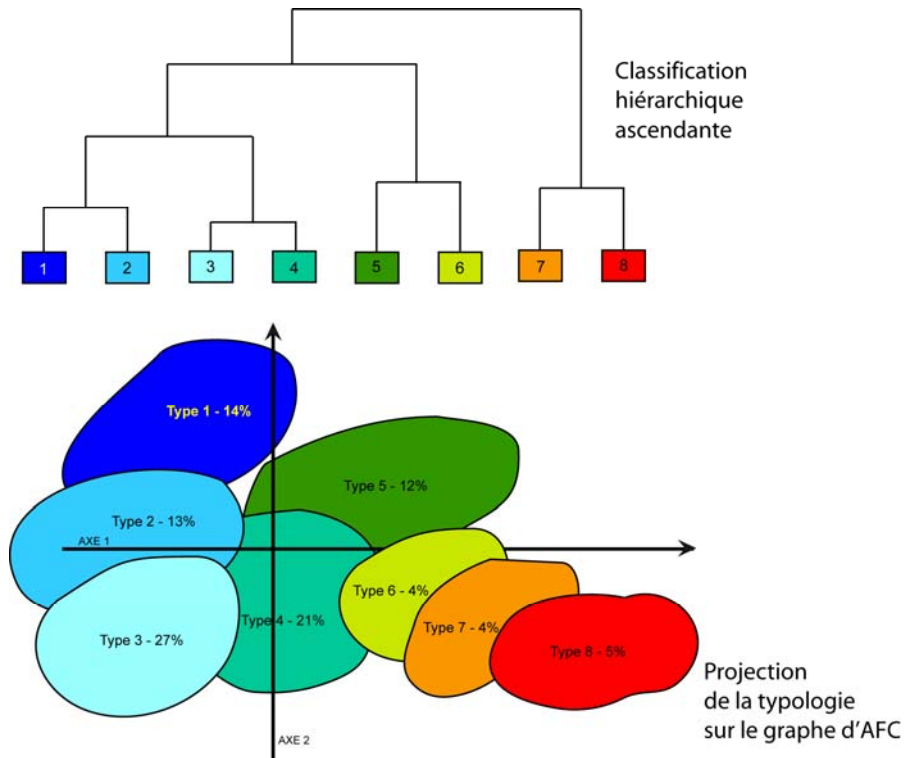 Classification
hiérarchique
ascendante
1 2 3 4 5 6 7 8
Type 1 - 14%
Type 5 - 12%
Type 2 - 13%
AXE 1
Type 6 - 4%
Type 4 - 21%
Type 7 - 4%
Type 3 - 27%
Type 8 - 5%
Projection
de la typologie
sur le graphe d'AFC
AXE 2